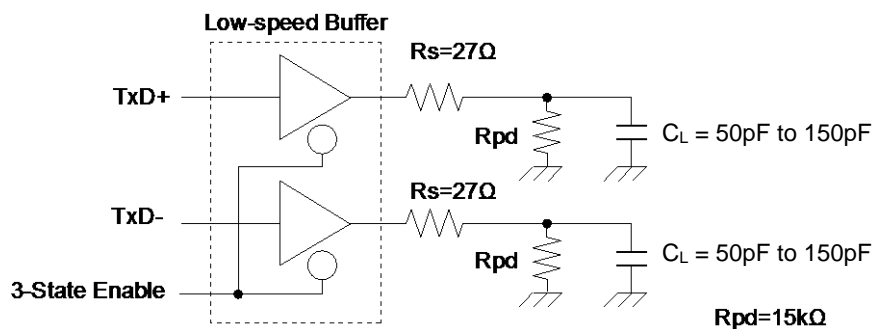 Low-speed Buffer
Rs=27Ω
TxD+
Rpd
CL = 50pF to 150pF
Rs=27Ω
TxD-
Rpd
CL = 50pF to 150pF
3-State Enable
Rpd=15kΩ